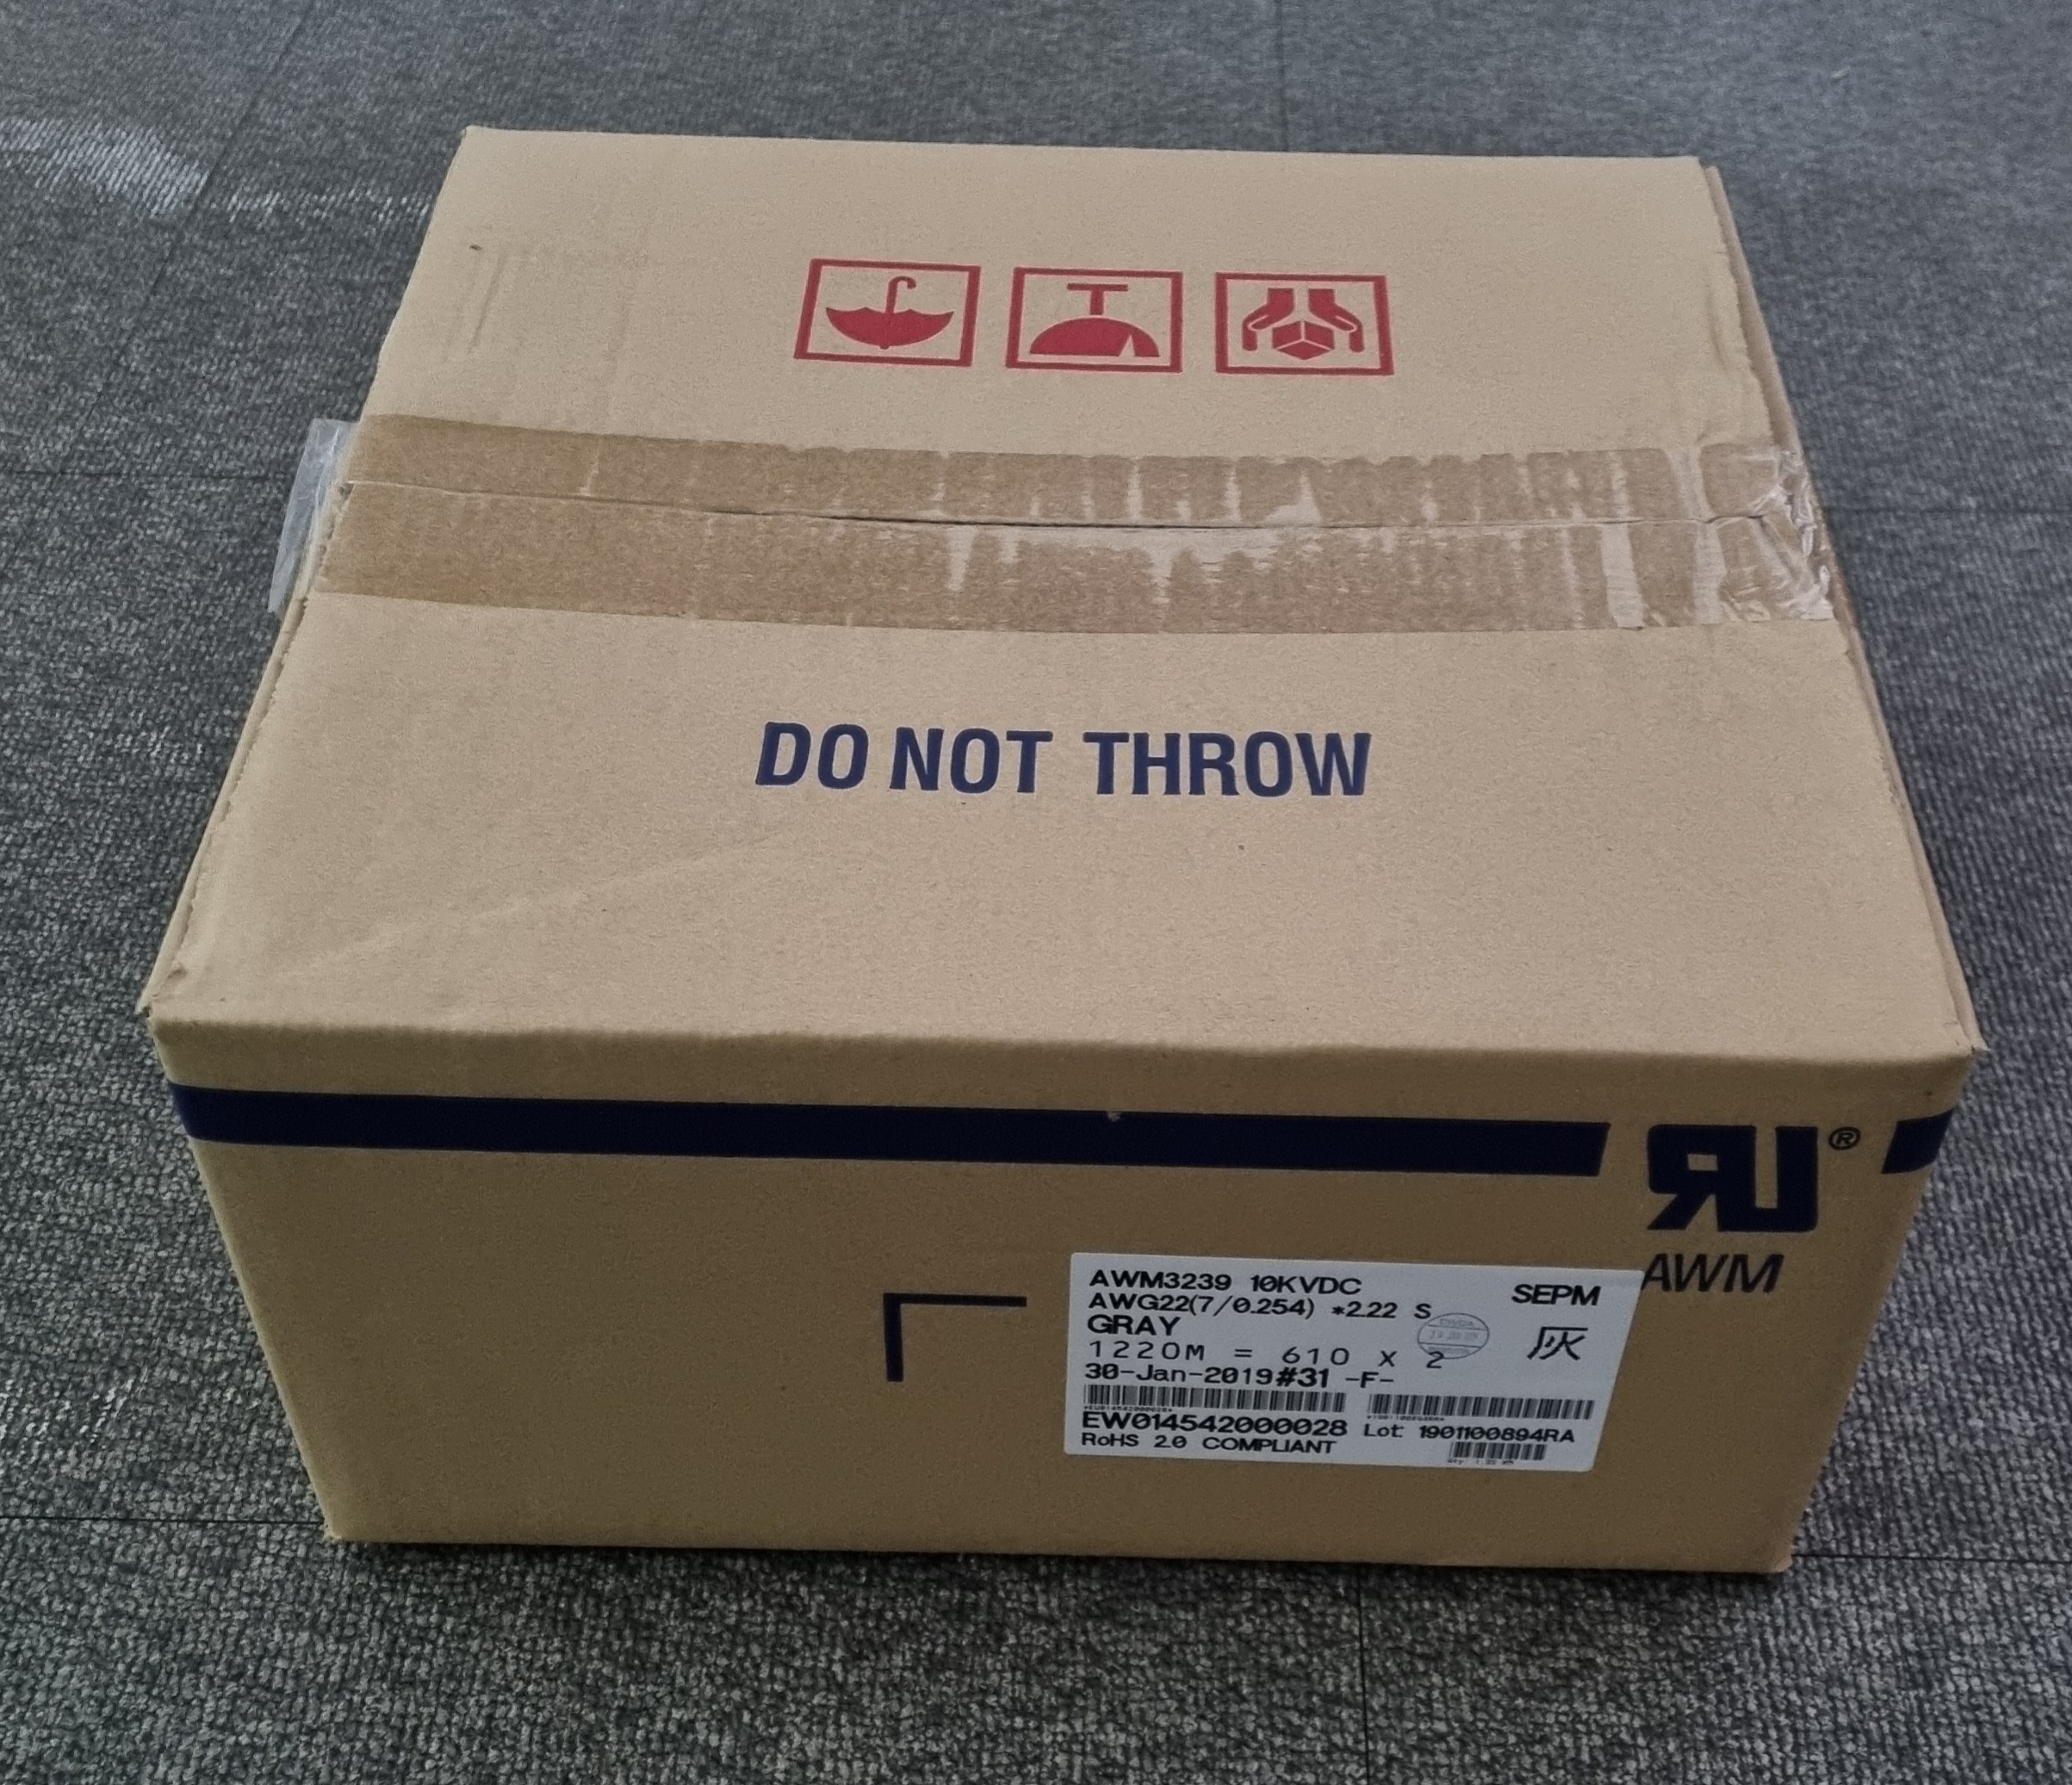 DO NOT THROW
RU®
AWM
AWM3239 10KVDC
SEPM
AWG22(7/0.254) *2.22 S
GRAY
灰
1220M = 610 X 2
30-Jan-2019#31 -F-
EW014542000028 Lot: 1901100894RA
RoHS 2.0 COMPLIANT